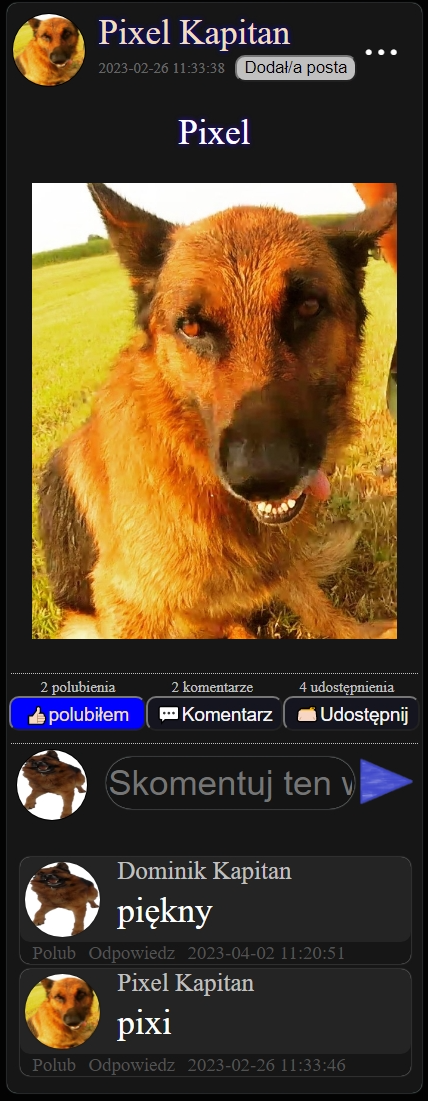 Pixel Kapitan
2023-02-26 11:33:38 Dodał/a posta
Pixel
2 polubienia 2 komentarze 4 udostępnienia
polubiłem Komentarz Udostępnij
Skomentuj ten w
Dominik Kapitan
piękny
Polub Odpowiedz 2023-04-02 11:20:51
Pixel Kapitan
pixi
Polub Odpowiedz 2023-02-26 11:33:46